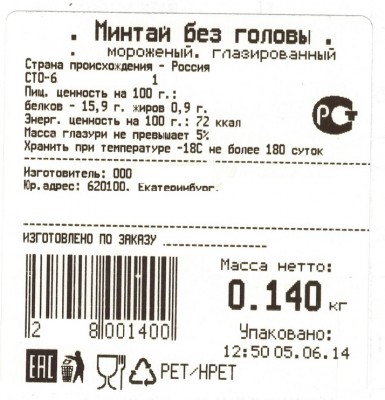 . Минтай без головы .
мороженый, глазированный
Страна происхождения - Россия
СТО-6 1
Пищ. ценность на 100 г.:
белков - 15,9 г. жиров 0,9 г.
Энерг. ценность на 100 г.: 72 ккал
Масса глазури не превышает 5%
Хранить при температуре -18С не более 180 суток
РСТ
Изготовитель: ООО
Юр.адрес: 620100, Екатеринбург,
ИЗГОТОВЛЕНО ПО ЗАКАЗУ
Масса нетто:
0.140 кг
2 8001400
Упаковано:
12:50 05.06.14
EAC PET/HPET